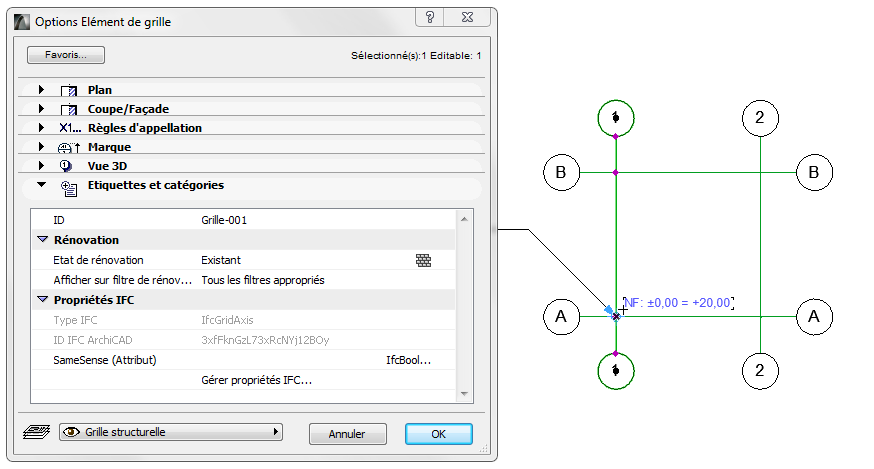 Options Elément de grille
Favoris...
Sélectionné(s):1 Editable: 1
Plan
Coupe/Façade
X1... Règles d'appellation
Marque
Vue 3D
Etiquettes et catégories
ID Grille-001
Rénovation
Etat de rénovation Existant
Afficher sur filtre de rénov... Tous les filtres appropriés
Propriétés IFC
Type IFC IfcGridAxis
ID IFC ArchiCAD 3xfFknGzL73xRcNYj12BOy
SameSense (Attribut) IfcBool...
Gérer propriétés IFC...
Grille structurelle
Annuler
OK
1 2
B B
NF: ±0,00 = +20,00
A A
1 2